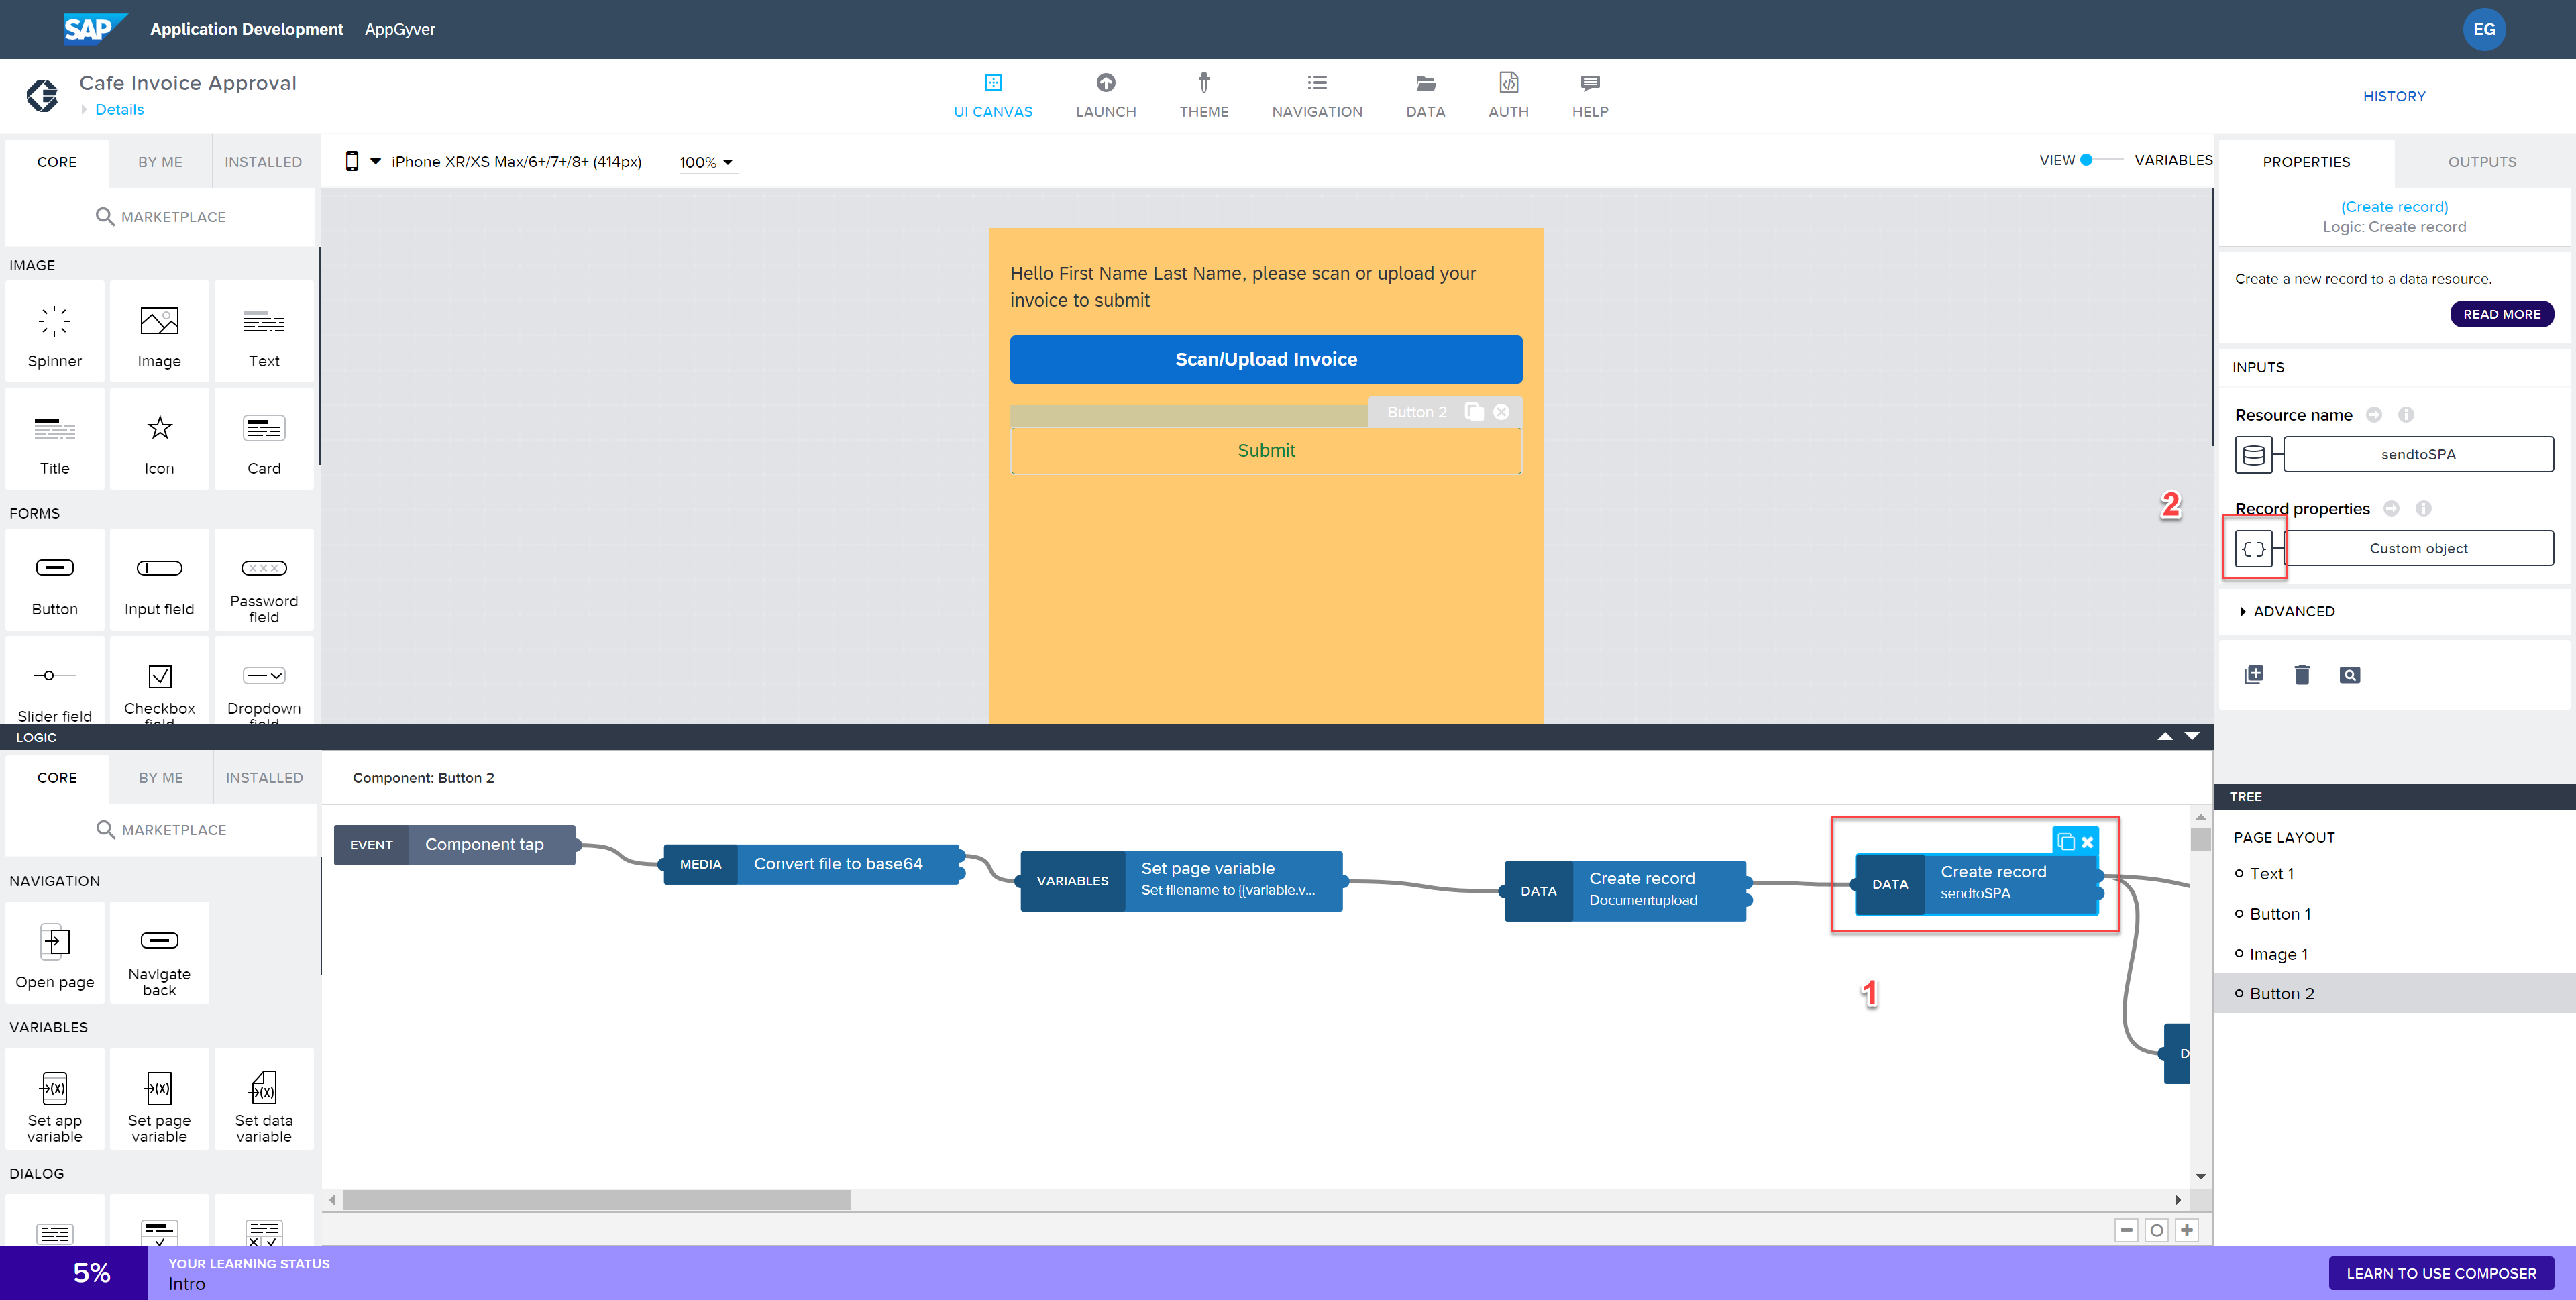 SAP
Application Development
AppGyver
EG
Cafe Invoice Approval
Details
UI CANVAS
LAUNCH
THEME
NAVIGATION
DATA
AUTH
HELP
HISTORY
CORE
BY ME
INSTALLED
iPhone XR/XS Max/6+/7+/8+ (414px)
100%
VIEW
VARIABLES
PROPERTIES
OUTPUTS
MARKETPLACE
(Create record)
Logic: Create record
IMAGE
Spinner
Image
Text
Title
Icon
Card
FORMS
Button
Input field
Password
field
Slider field
Checkbox
field
Dropdown
field
Hello First Name Last Name, please scan or upload your
invoice to submit
Scan/Upload Invoice
Button 2
Submit
Create a new record to a data resource.
READ MORE
INPUTS
Resource name
sendtoSPA
2
Record properties
Custom object
ADVANCED
LOGIC
CORE
BY ME
INSTALLED
Component: Button 2
MARKETPLACE
NAVIGATION
Open page
Navigate
back
VARIABLES
Set app
variable
Set page
variable
Set data
variable
DIALOG
EVENT
Component tap
MEDIA
Convert file to base64
VARIABLES
Set page variable
Set filename to {{variable.v...
DATA
Create record
Documentupload
DATA
Create record
sendtoSPA
1
D
TREE
PAGE LAYOUT
Text 1
Button 1
Image 1
Button 2
5%
YOUR LEARNING STATUS
Intro
LEARN TO USE COMPOSER